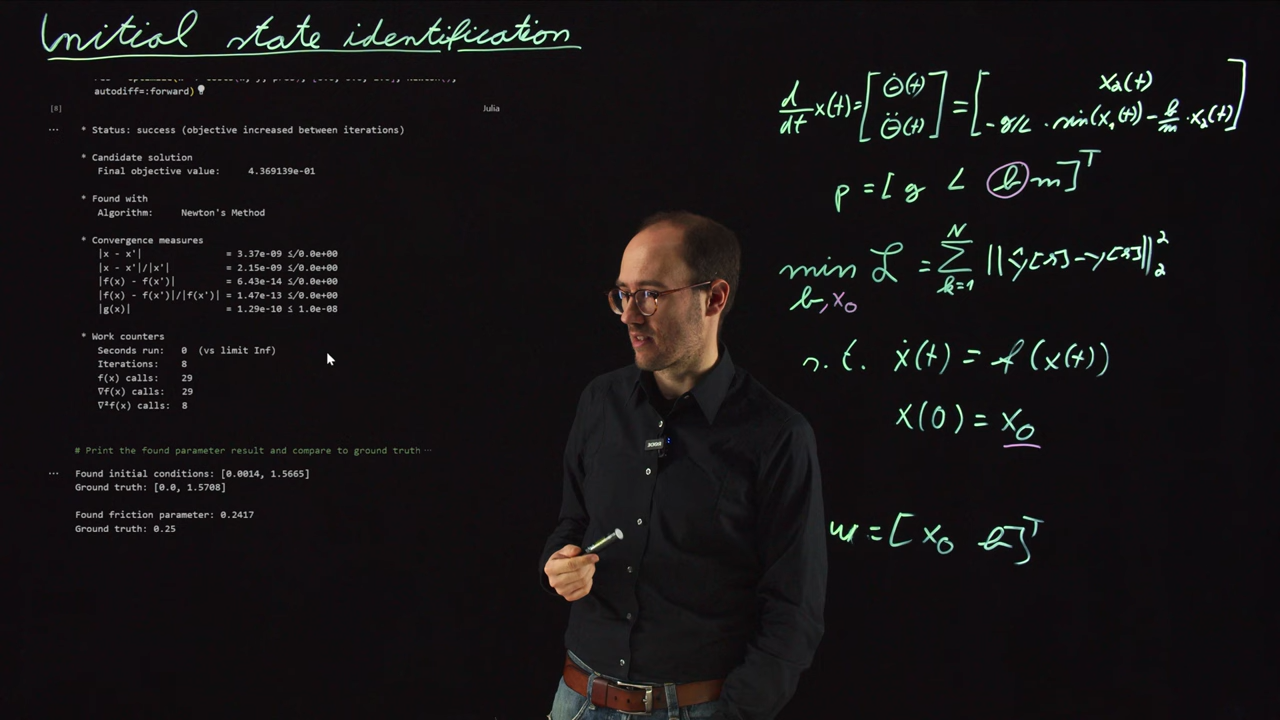 Initial state identification
autodiff=:forward)
[8]
Julia
... * Status: success (objective increased between iterations)
* Candidate solution
Final objective value: 4.369139e-01
* Found with
Algorithm: Newton's Method
* Convergence measures
|x - x'| = 3.37e-09 ≰ 0.0e+00
|x - x'|/|x'| = 2.15e-09 ≰ 0.0e+00
|f(x) - f(x')| = 6.43e-14 ≰ 0.0e+00
|f(x) - f(x')|/|f(x')| = 1.47e-13 ≰ 0.0e+00
|g(x)| = 1.29e-10 ≤ 1.0e-08
* Work counters
Seconds run: 0 (vs limit Inf)
Iterations: 8
f(x) calls: 29
∇f(x) calls: 29
∇²f(x) calls: 8
# Print the found parameter result and compare to ground truth ...
... Found initial conditions: [0.0014, 1.5665]
Ground truth: [0.0, 1.5708]
Found friction parameter: 0.2417
Ground truth: 0.25
d/dt x(t) = [Θ̇(t) Θ̈(t)] = [x₂(t) -g/L · sin(x₁(t)) - b/m · x₂(t)]
p = [g L b m]ᵀ
min b, x₀ L = Σ k=1 N ||ŷ[k] - y[k]||₂²
s.t. ẋ(t) = f(x(t))
x(0) = x₀
w = [x₀ b]ᵀ